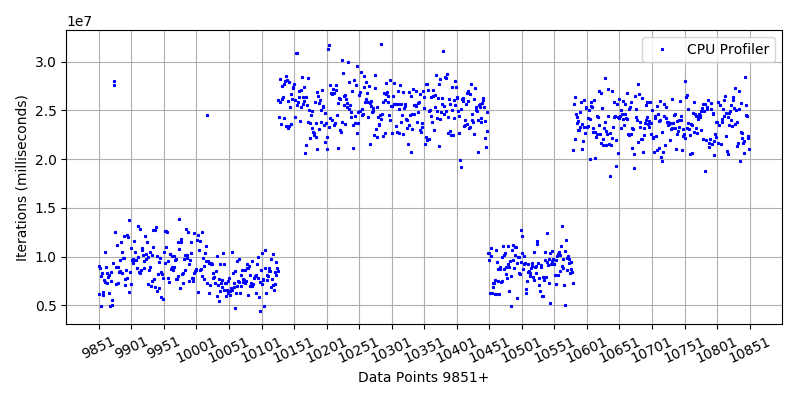 1e7
CPU Profiler
3.0
2.5
2.0
1.5
1.0
0.5
Iterations (milliseconds)
9851 9901 9951 10001 10051 10101 10151 10201 10251 10301 10351 10401 10451 10501 10551 10601 10651 10701 10751 10801 10851
Data Points 9851+